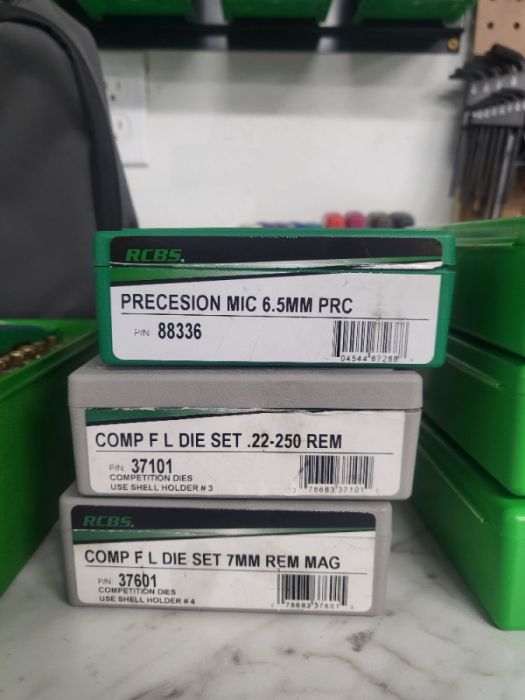 RCBS.
PRECESION MIC 6.5MM PRC
P/N 88336
04544 67268
COMP F L DIE SET .22-250 REM
P/N 37101
COMPETITION DIES
USE SHELL HOLDER #3
76683 37101
RCBS.
COMP F L DIE SET 7MM REM MAG
P/N 37601
COMPETITION DIES
USE SHELL HOLDER #4
76683 37601